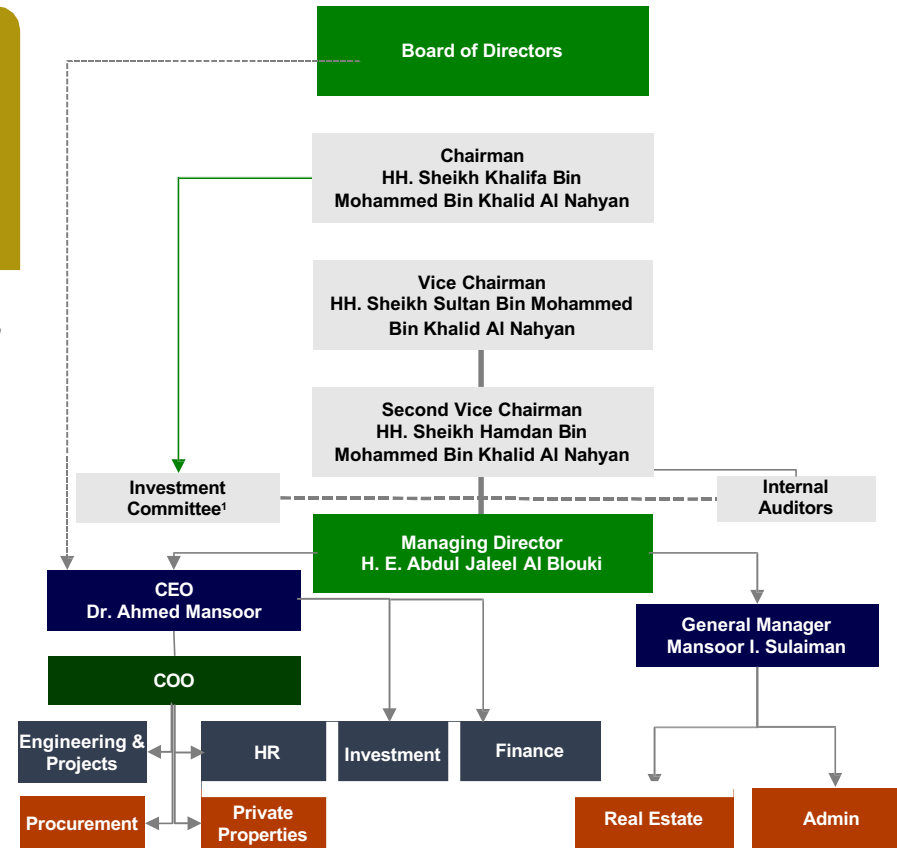 Board of Directors
Chairman
HH. Sheikh Khalifa Bin
Mohammed Bin Khalid Al Nahyan
Vice Chairman
HH. Sheikh Sultan Bin Mohammed
Bin Khalid Al Nahyan
Second Vice Chairman
HH. Sheikh Hamdan Bin
Mohammed Bin Khalid Al Nahyan
Investment
Committee¹
Internal
Auditors
Managing Director
H. E. Abdul Jaleel Al Blouki
CEO
Dr. Ahmed Mansoor
General Manager
Mansoor I. Sulaiman
COO
Engineering &
Projects
HR
Investment
Finance
Procurement
Private
Properties
Real Estate
Admin